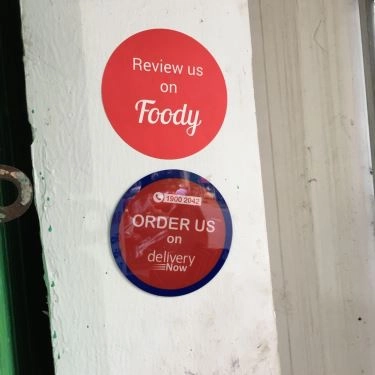 Review us
on
Foody
1900 2042
ORDER US
on
delivery
Now